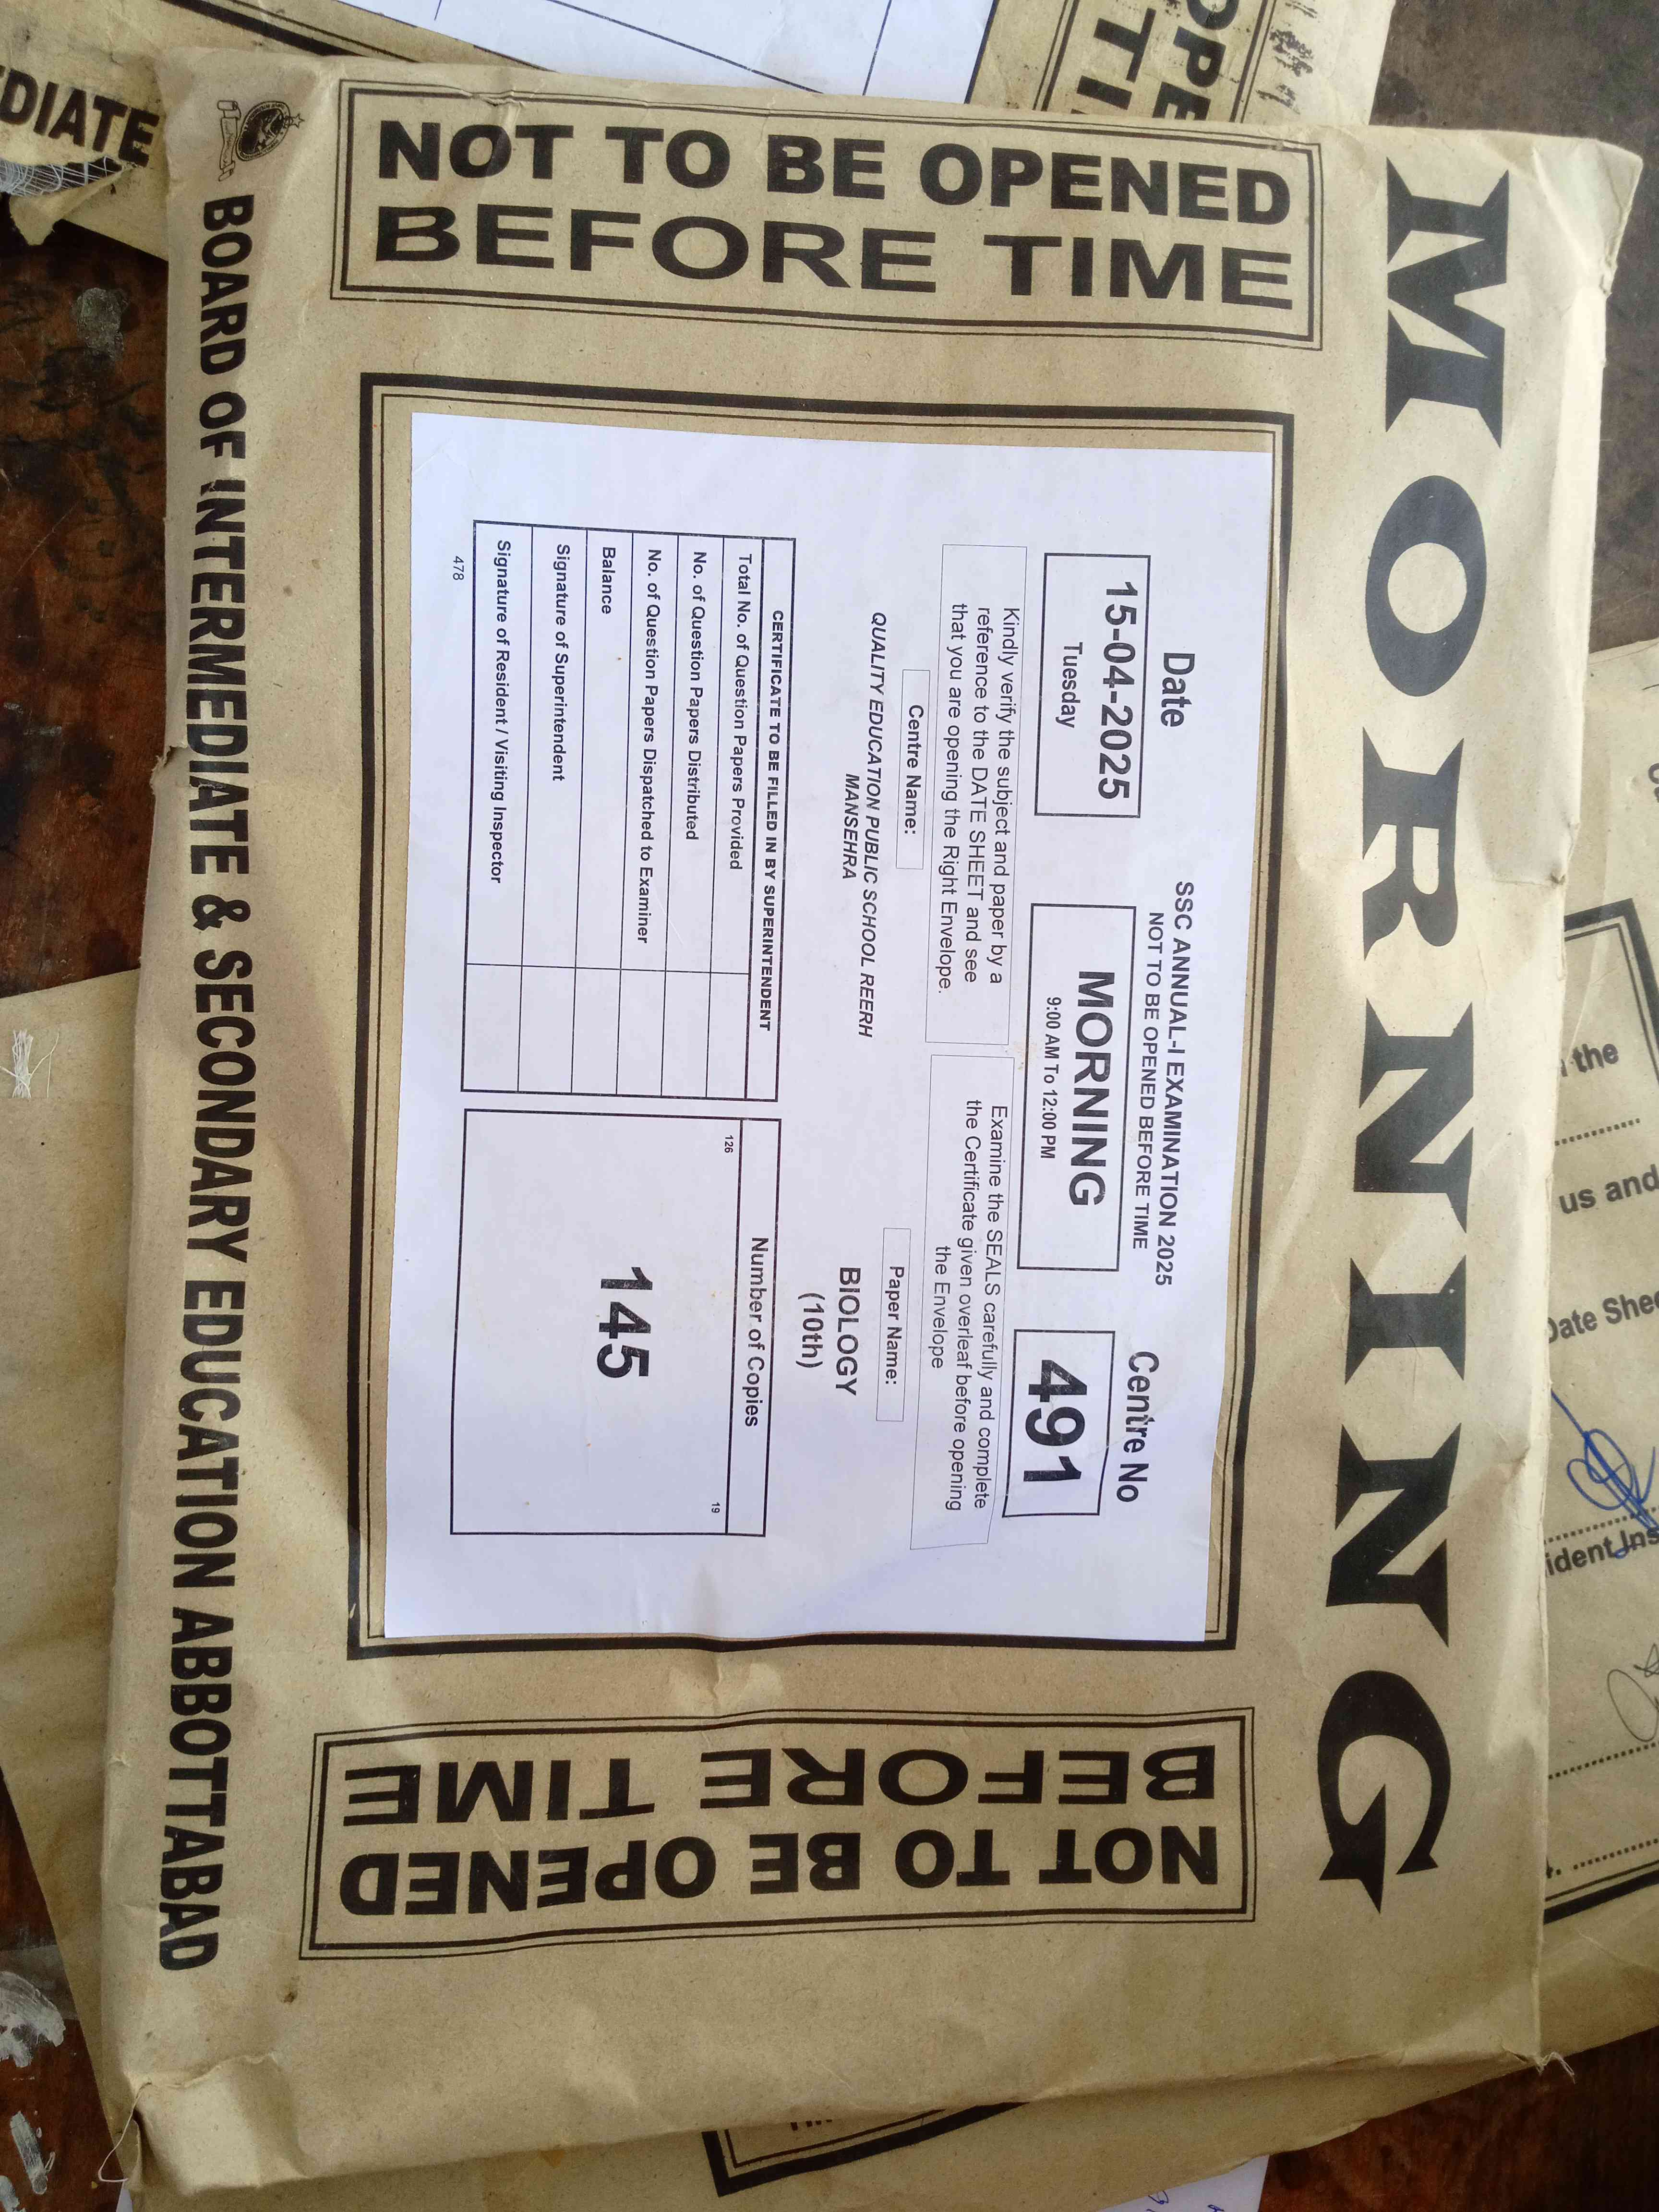 MORNING
NOT TO BE OPENED
BEFORE TIME
SSC ANNUAL-I EXAMINATION 2025
NOT TO BE OPENED BEFORE TIME
Date
15-04-2025
Tuesday
MORNING
9:00 AM To 12:00 PM
Centre No
491
Kindly verify the subject and paper by a
reference to the DATE SHEET and see
that you are opening the Right Envelope.
Examine the SEALS carefully and complete
the Certificate given overleaf before opening
the Envelope
Centre Name:
QUALITY EDUCATION PUBLIC SCHOOL REERH
MANSEHRA
Paper Name:
BIOLOGY
(10th)
CERTIFICATE TO BE FILLED IN BY SUPERINTENDENT
Total No. of Question Papers Provided
No. of Question Papers Distributed
No. of Question Papers Dispatched to Examiner
Balance
Signature of Superintendent
Signature of Resident / Visiting Inspector
478
Number of Copies
126
19
145
NOT TO BE OPENED
BEFORE TIME
BOARD OF INTERMEDIATE & SECONDARY EDUCATION ABBOTTABAD
the
us and